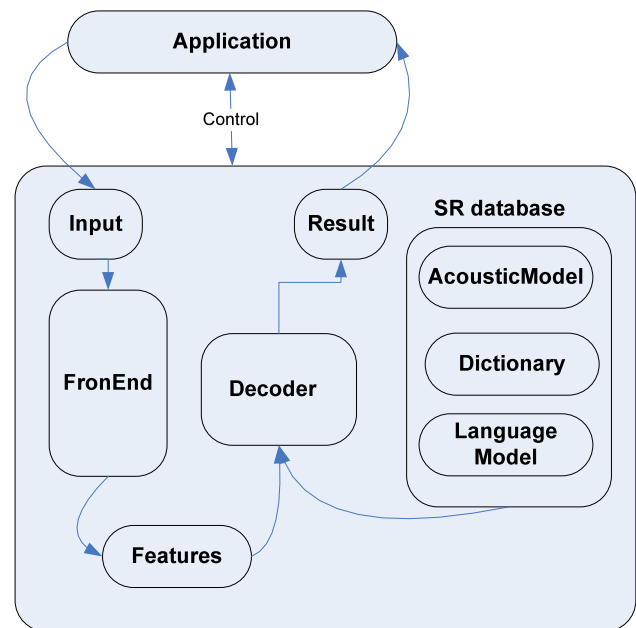 Application
Control
Input
Result
SR database
AcousticModel
FronEnd
Decoder
Dictionary
Language
Model
Features